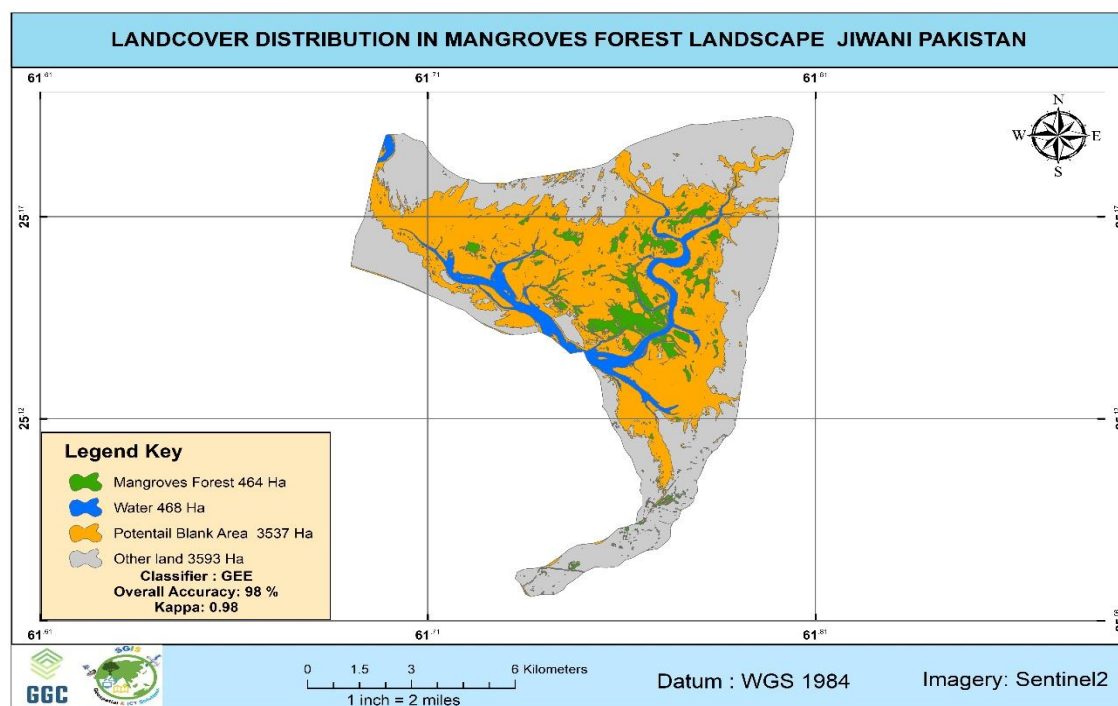 LANDCOVER DISTRIBUTION IN MANGROVES FOREST LANDSCAPE JIWANI PAKISTAN
61.61 61.71 61.81
N
W E
S
25.17 25.17
25.12
Legend Key
Mangroves Forest 464 Ha
Water 468 Ha
Potentail Blank Area 3537 Ha
Other land 3593 Ha
Classifier : GEE
Overall Accuracy: 98 %
Kappa: 0.98
61.61 61.71 61.81
SGIS
GGC
0 1.5 3 6 Kilometers
1 inch = 2 miles
Datum : WGS 1984
Imagery: Sentinel2